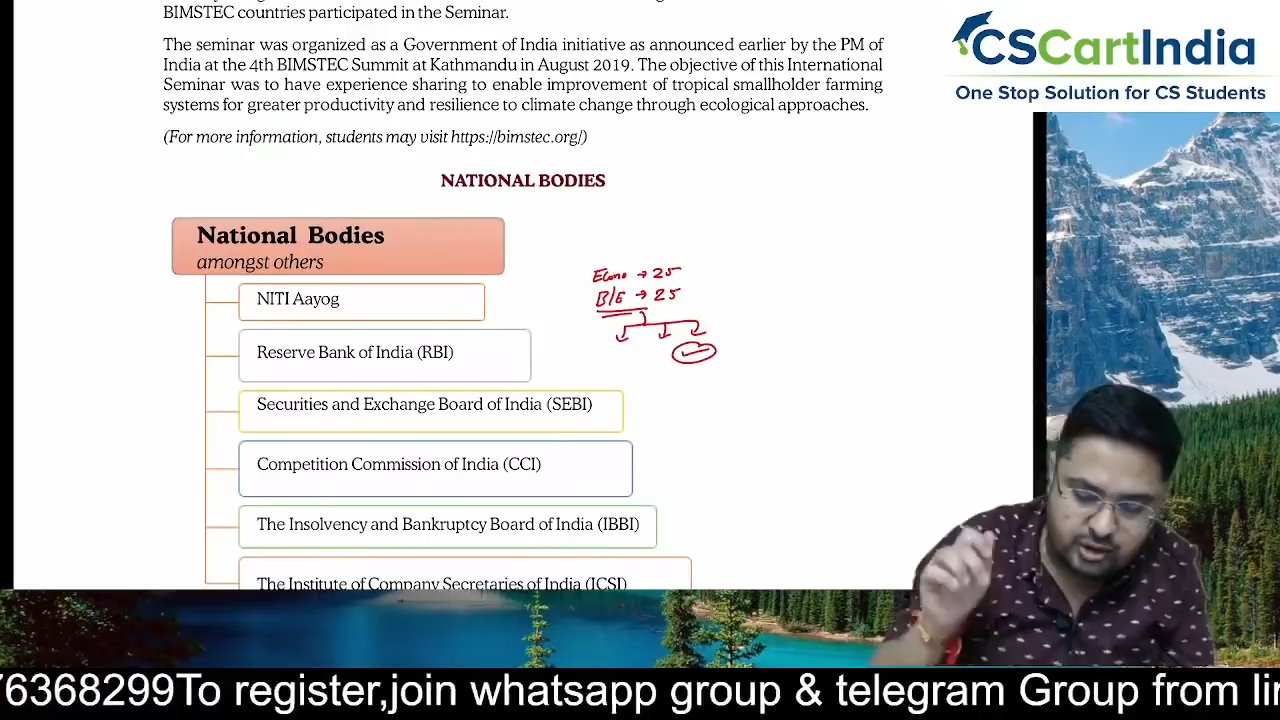 BIMSTEC countries participated in the Seminar.
CSCartIndia
One Stop Solution for CS Students
The seminar was organized as a Government of India initiative as announced earlier by the PM of
India at the 4th BIMSTEC Summit at Kathmandu in August 2019. The objective of this International
Seminar was to have experience sharing to enable improvement of tropical smallholder farming
systems for greater productivity and resilience to climate change through ecological approaches.
(For more information, students may visit https://bimstec.org/)
NATIONAL BODIES
National Bodies
amongst others
NITI Aayog
Econo → 25
B/E → 25
Reserve Bank of India (RBI)
Securities and Exchange Board of India (SEBI)
Competition Commission of India (CCI)
The Insolvency and Bankruptcy Board of India (IBBI)
The Institute of Company Secretaries of India (ICSI)
76368299To register,join whatsapp group & telegram Group from lin